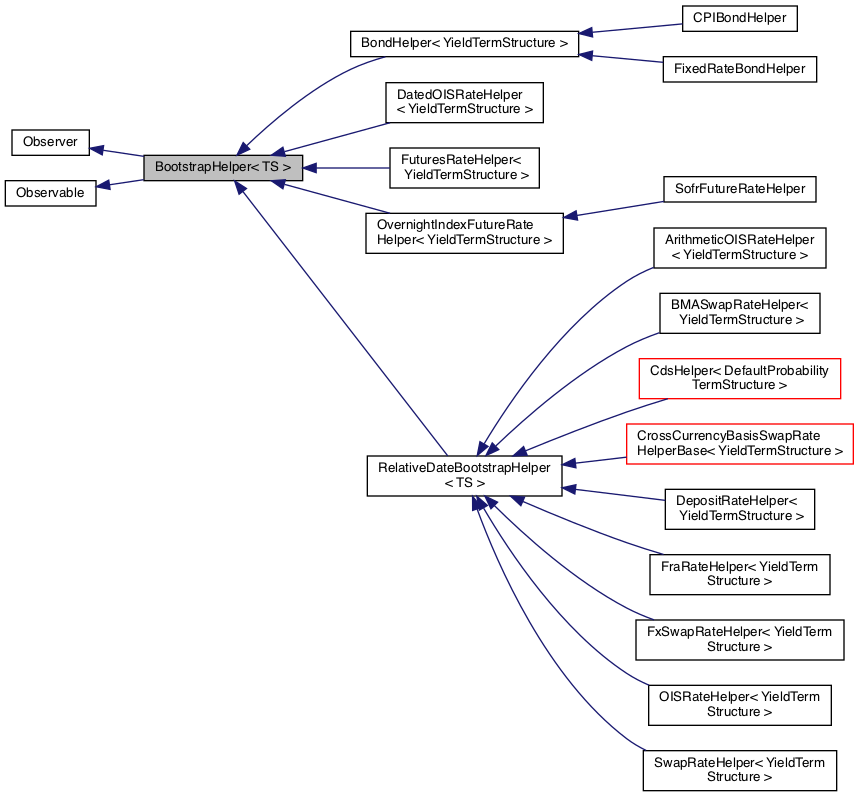 CPIBondHelper
BondHelper< YieldTermStructure >
FixedRateBondHelper
DatedOISRateHelper
< YieldTermStructure >
Observer
BootstrapHelper< TS >
FuturesRateHelper<
YieldTermStructure >
Observable
SofrFutureRateHelper
OvernightIndexFutureRate
Helper< YieldTermStructure >
ArithmeticOISRateHelper
< YieldTermStructure >
BMASwapRateHelper<
YieldTermStructure >
CdsHelper< DefaultProbability
TermStructure >
CrossCurrencyBasisSwapRate
HelperBase< YieldTermStructure >
RelativeDateBootstrapHelper
< TS >
DepositRateHelper<
YieldTermStructure >
FraRateHelper< YieldTerm
Structure >
FxSwapRateHelper< YieldTerm
Structure >
OISRateHelper< YieldTerm
Structure >
SwapRateHelper< YieldTerm
Structure >